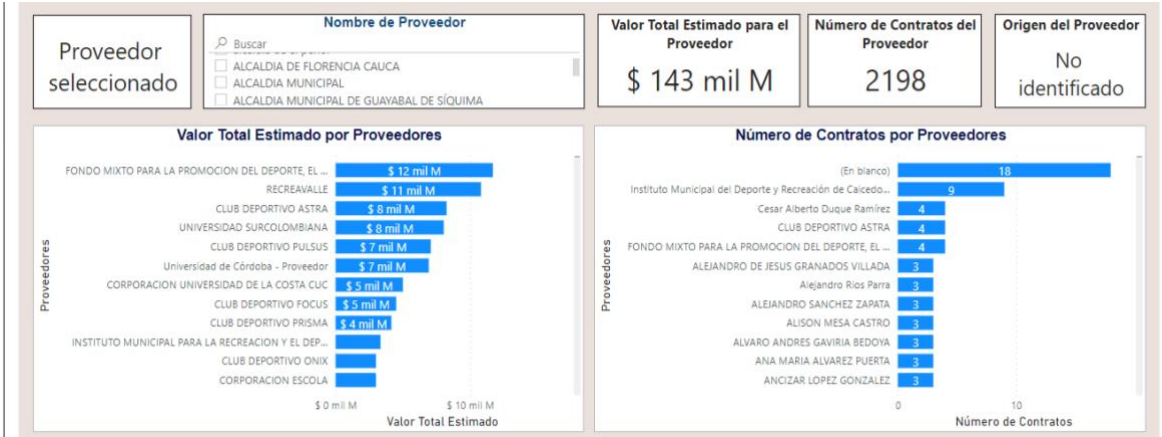 Proveedor
seleccionado
Nombre de Proveedor
Buscar
ALCALDIA DE FLORENCIA CAUCA
ALCALDIA MUNICIPAL
ALCALDIA MUNICIPAL DE GUAYABAL DE SÍQUIMA
Valor Total Estimado para el
Proveedor
$ 143 mil M
Número de Contratos del
Proveedor
2198
Origen del Proveedor
No
identificado
Valor Total Estimado por Proveedores
Proveedores
FONDO MIXTO PARA LA PROMOCION DEL DEPORTE, EL ... $ 12 mil M
RECREAVALLE $ 11 mil M
CLUB DEPORTIVO ASTRA $ 8 mil M
UNIVERSIDAD SURCOLOMBIANA $ 8 mil M
CLUB DEPORTIVO PULSUS $ 7 mil M
Universidad de Córdoba - Proveedor $ 7 mil M
CORPORACION UNIVERSIDAD DE LA COSTA CUC $ 5 mil M
CLUB DEPORTIVO FOCUS $ 5 mil M
CLUB DEPORTIVO PRISMA $ 4 mil M
INSTITUTO MUNICIPAL PARA LA RECREACION Y EL DEP...
CLUB DEPORTIVO ONIX
CORPORACION ESCOLA
$ 0 mil M $ 10 mil M
Valor Total Estimado
Número de Contratos por Proveedores
Proveedores
(En blanco) 18
Instituto Municipal del Deporte y Recreación de Caicedo... 9
Cesar Alberto Duque Ramírez 4
CLUB DEPORTIVO ASTRA 4
FONDO MIXTO PARA LA PROMOCION DEL DEPORTE, EL ... 4
ALEJANDRO DE JESUS GRANADOS VILLADA 3
Alejandro Rios Parra 3
ALEJANDRO SANCHEZ ZAPATA 3
ALISON MESA CASTRO 3
ALVARO ANDRES GAVIRIA BEDOYA 3
ANA MARIA ALVAREZ PUERTA 3
ANCIZAR LOPEZ GONZALEZ 3
0 10
Número de Contratos